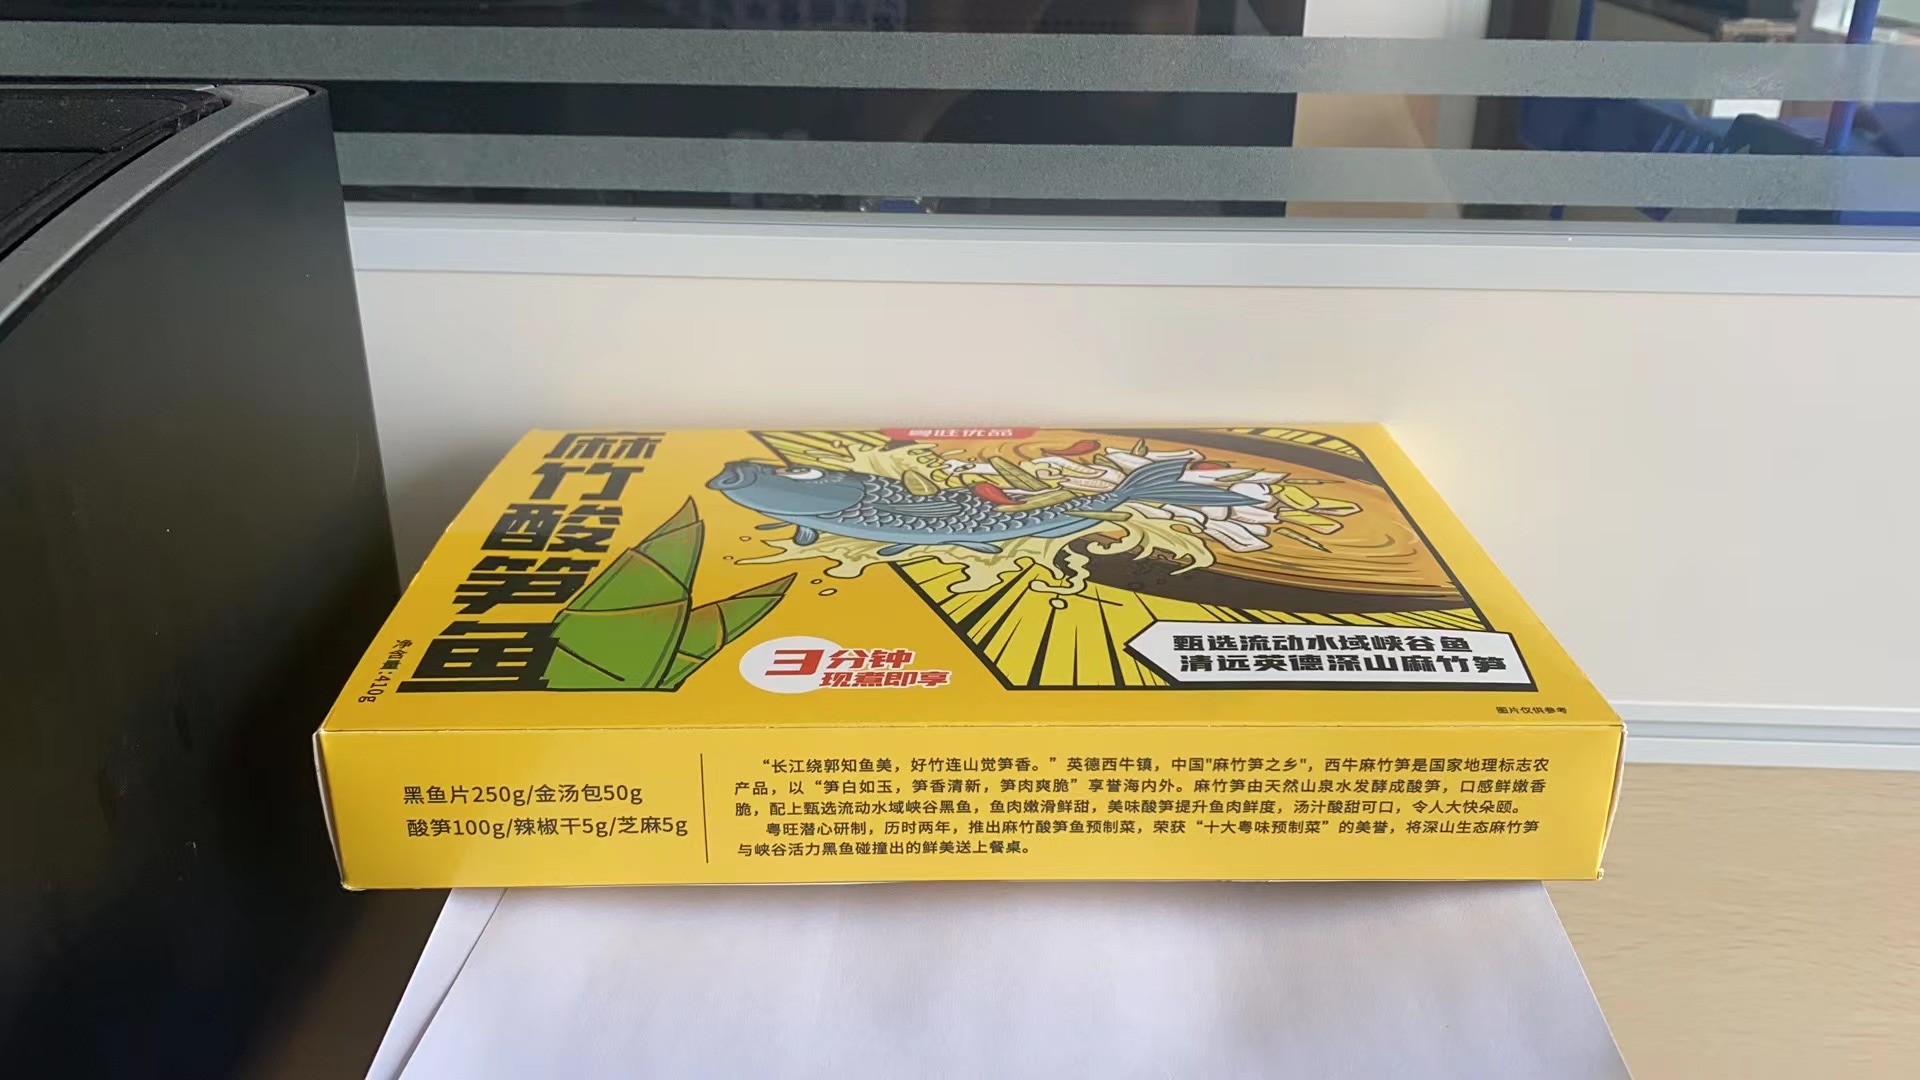 粤旺优品
麻竹酸笋鱼
净含量:410g
3分钟
现煮即享
甄选流动水域峡谷鱼
清远英德深山麻竹笋
图片仅供参考
黑鱼片250g/金汤包50g
酸笋100g/辣椒干5g/芝麻5g
“长江绕郭知鱼美，好竹连山觉笋香。”英德西牛镇，中国"麻竹笋之乡"，西牛麻竹笋是国家地理标志农
产品，以“笋白如玉，笋香清新，笋肉爽脆”享誉海内外。麻竹笋由天然山泉水发酵成酸笋，口感鲜嫩香
脆，配上甄选流动水域峡谷黑鱼，鱼肉嫩滑鲜甜，美味酸笋提升鱼肉鲜度，汤汁酸甜可口，令人大快朵颐。
粤旺潜心研制，历时两年，推出麻竹酸笋鱼预制菜，荣获“十大粤味预制菜”的美誉，将深山生态麻竹笋
与峡谷活力黑鱼碰撞出的鲜美送上餐桌。